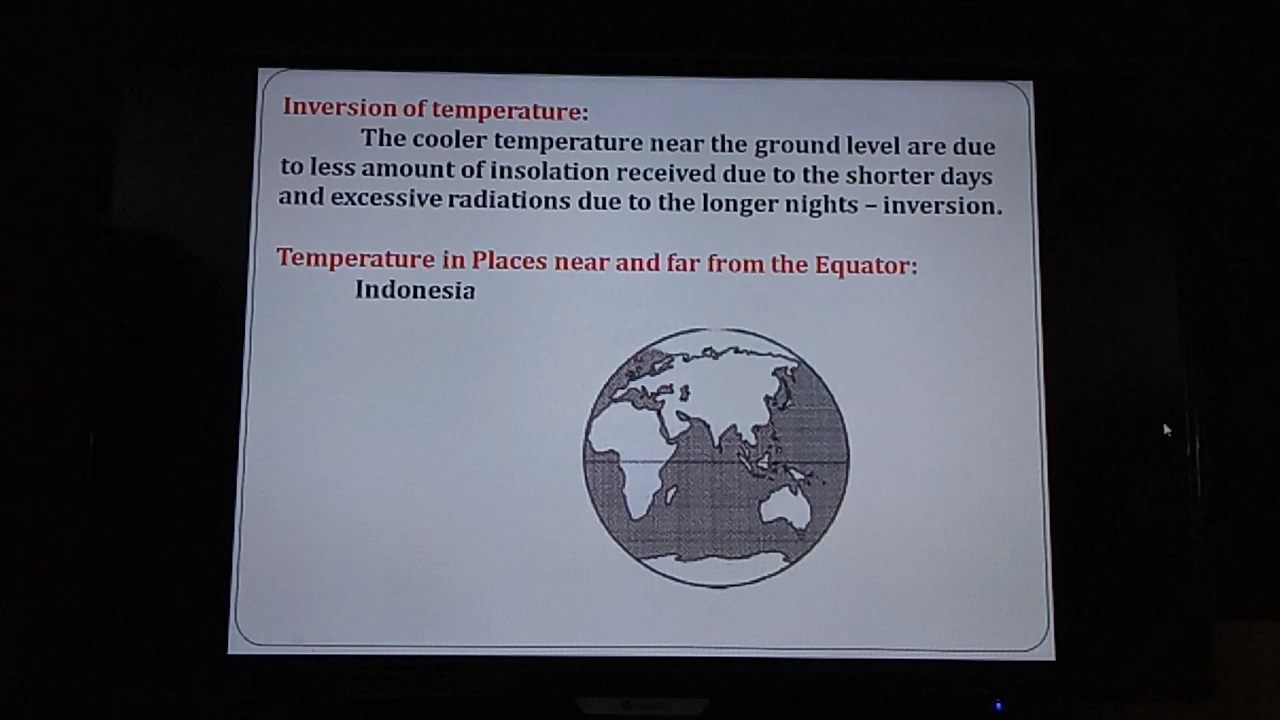 Inversion of temperature:
The cooler temperature near the ground level are due
to less amount of insolation received due to the shorter days
and excessive radiations due to the longer nights – inversion.
Temperature in Places near and far from the Equator:
Indonesia